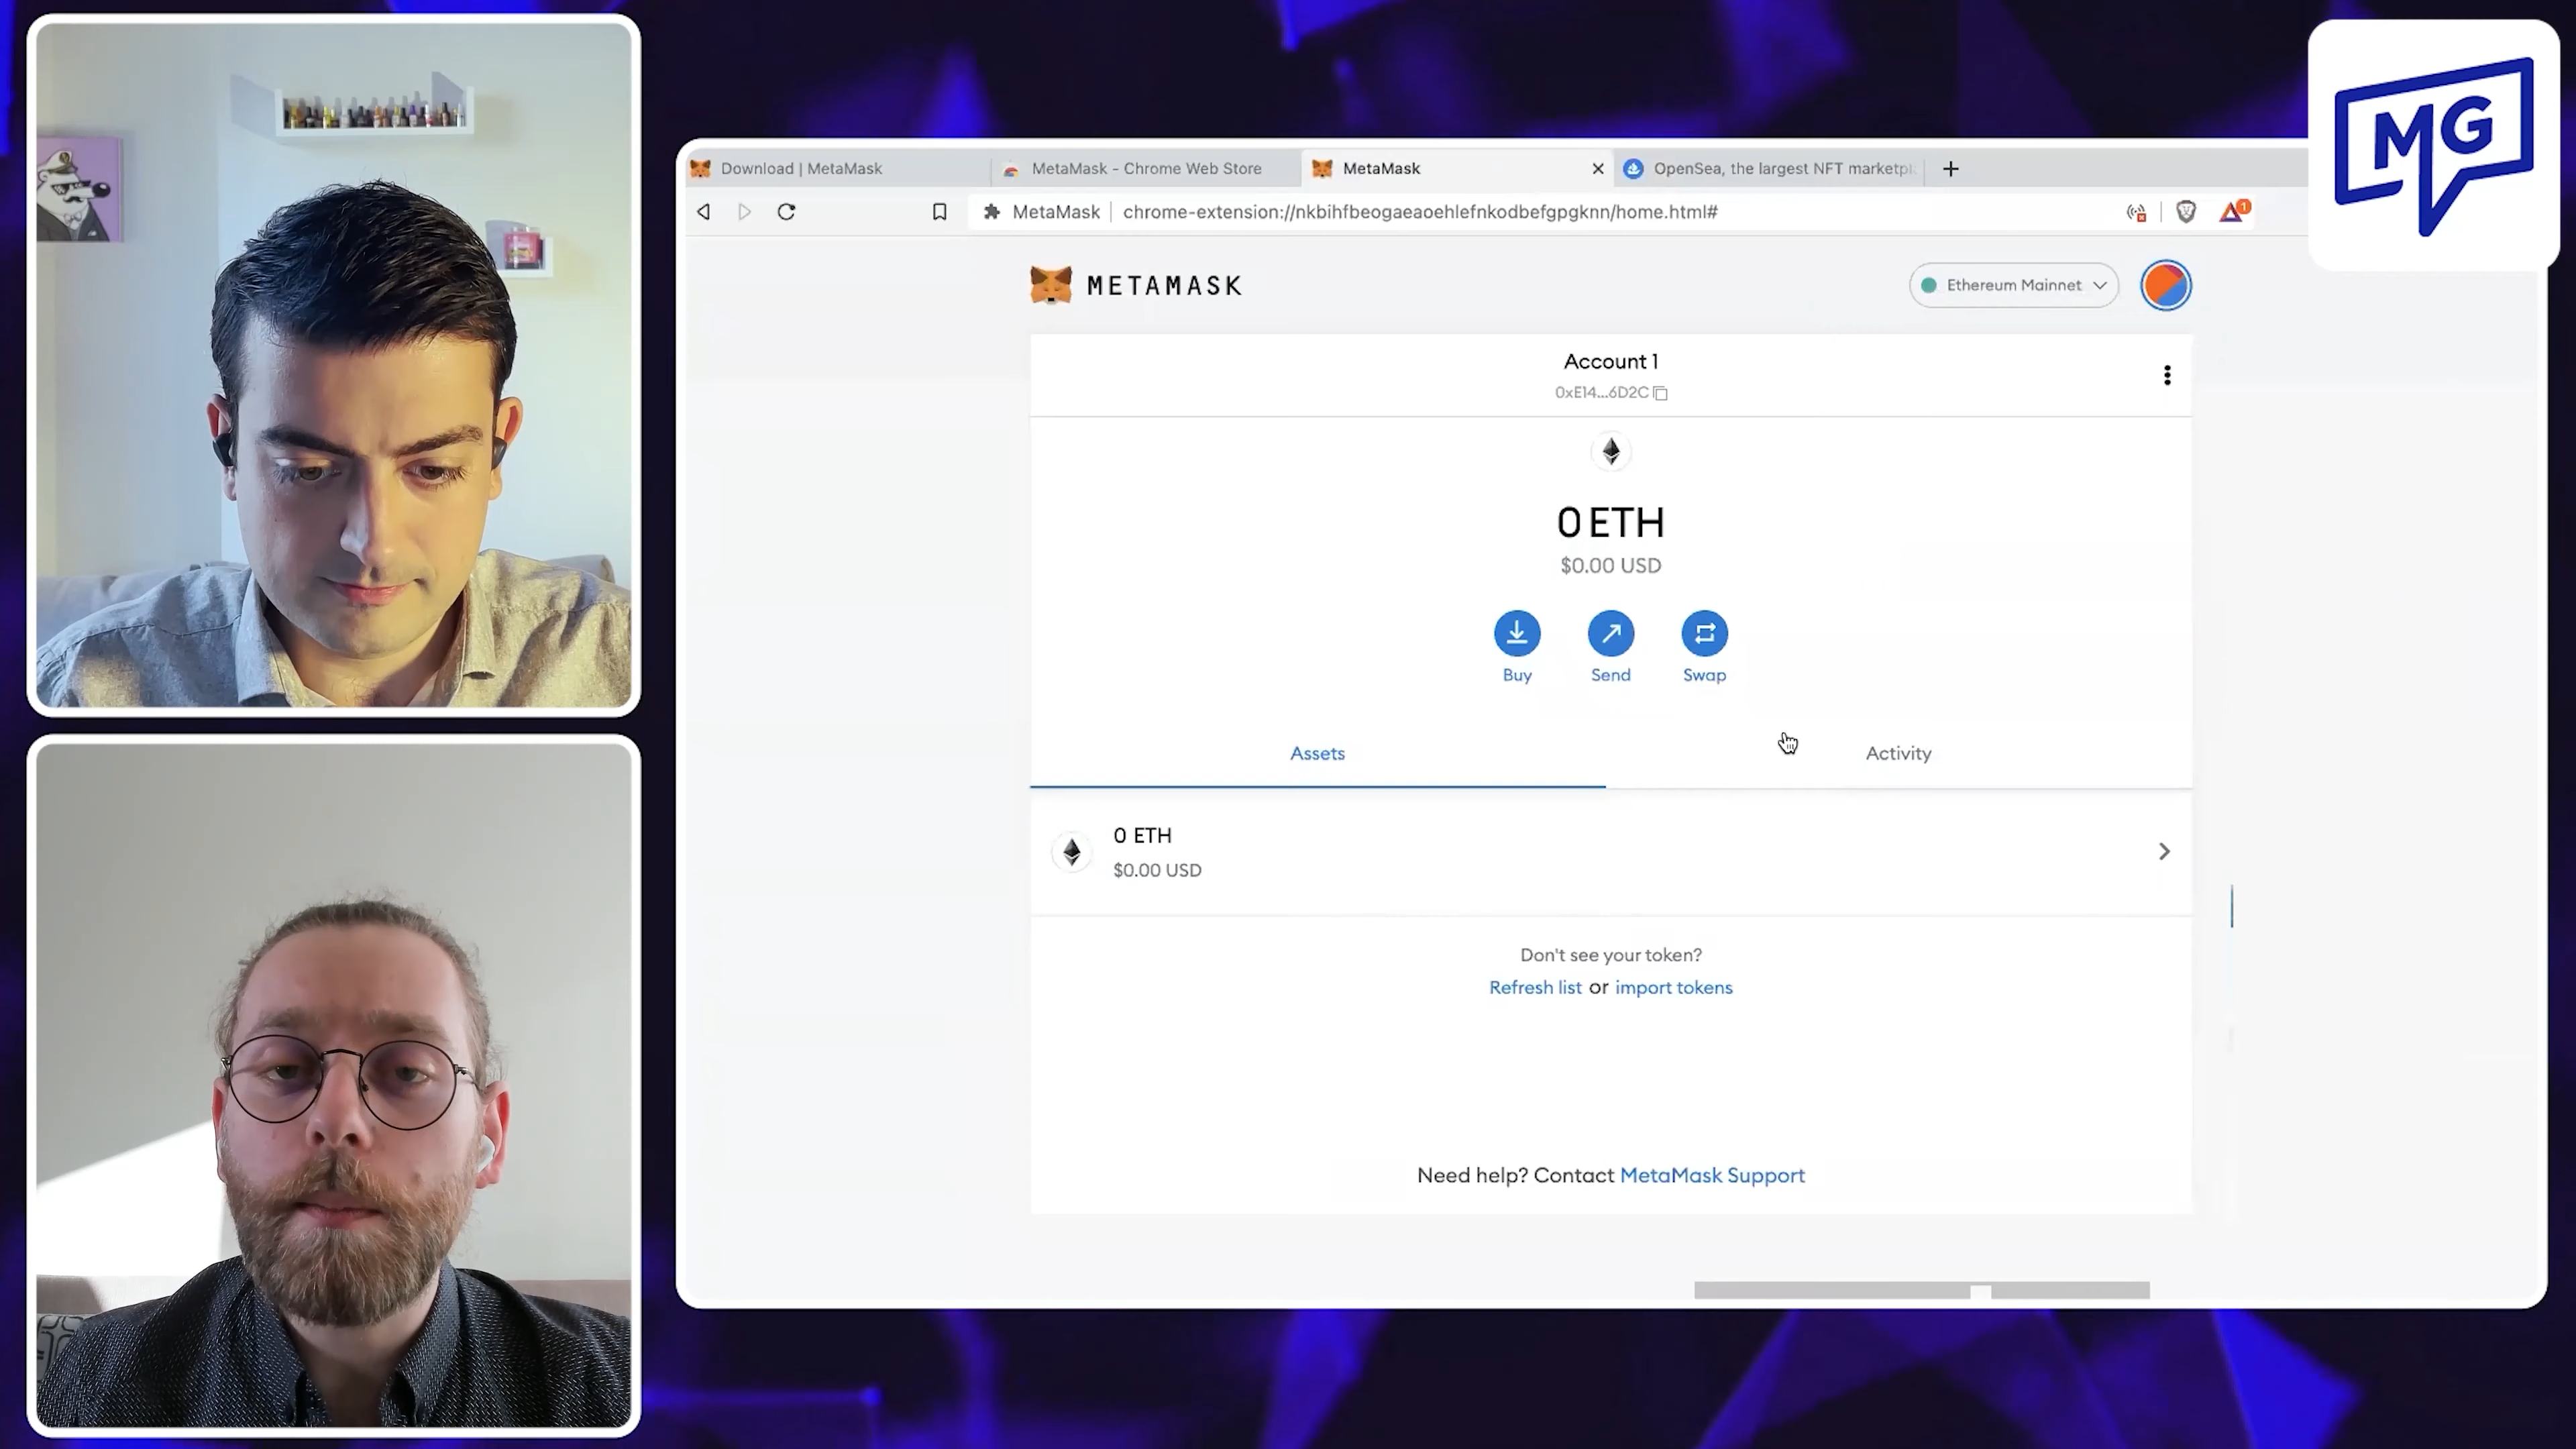 MG
Download | MetaMask
MetaMask - Chrome Web Store
MetaMask
OpenSea, the largest NFT marketpl
MetaMask | chrome-extension://nkbihfbeogaeaoehlefnkodbefgpgknn/home.html#
1
METAMASK
Ethereum Mainnet
Account 1
0xE14...6D2C
0 ETH
$0.00 USD
Buy
Send
Swap
Assets
Activity
0 ETH
$0.00 USD
Don't see your token?
Refresh list or import tokens
Need help? Contact MetaMask Support